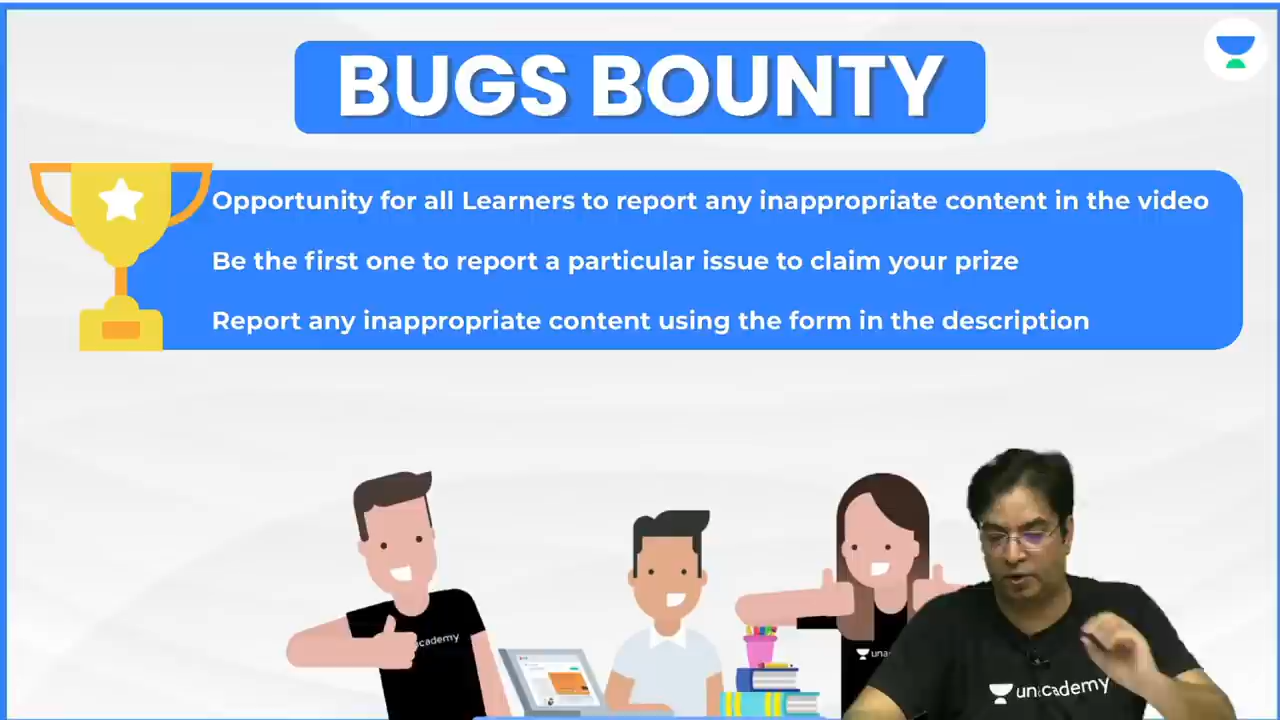 BUGS BOUNTY
Opportunity for all Learners to report any inappropriate content in the video
Be the first one to report a particular issue to claim your prize
Report any inappropriate content using the form in the description
unacademy